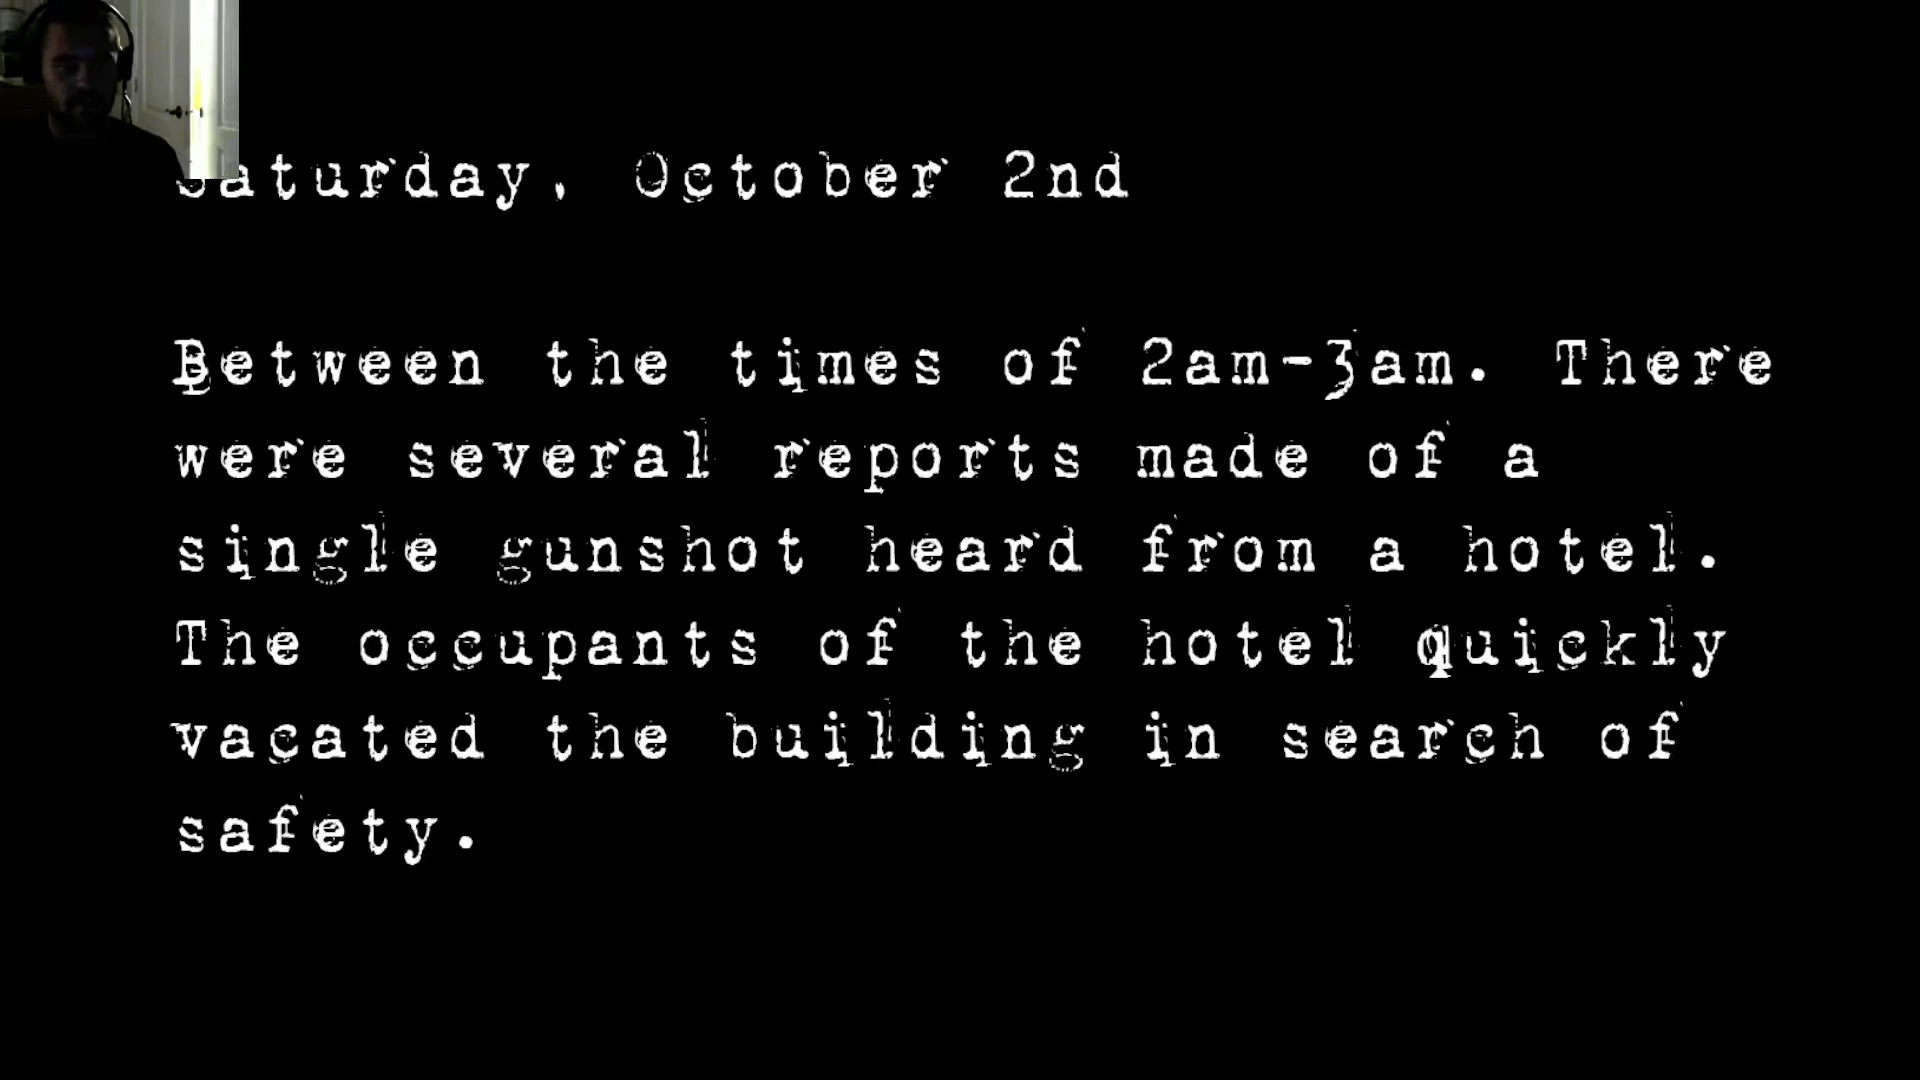 Saturday, October 2nd
Between the times of 2am-3am. There
were several reports made of a
single gunshot heard from a hotel.
The occupants of the hotel quickly
vacated the building in search of
safety.